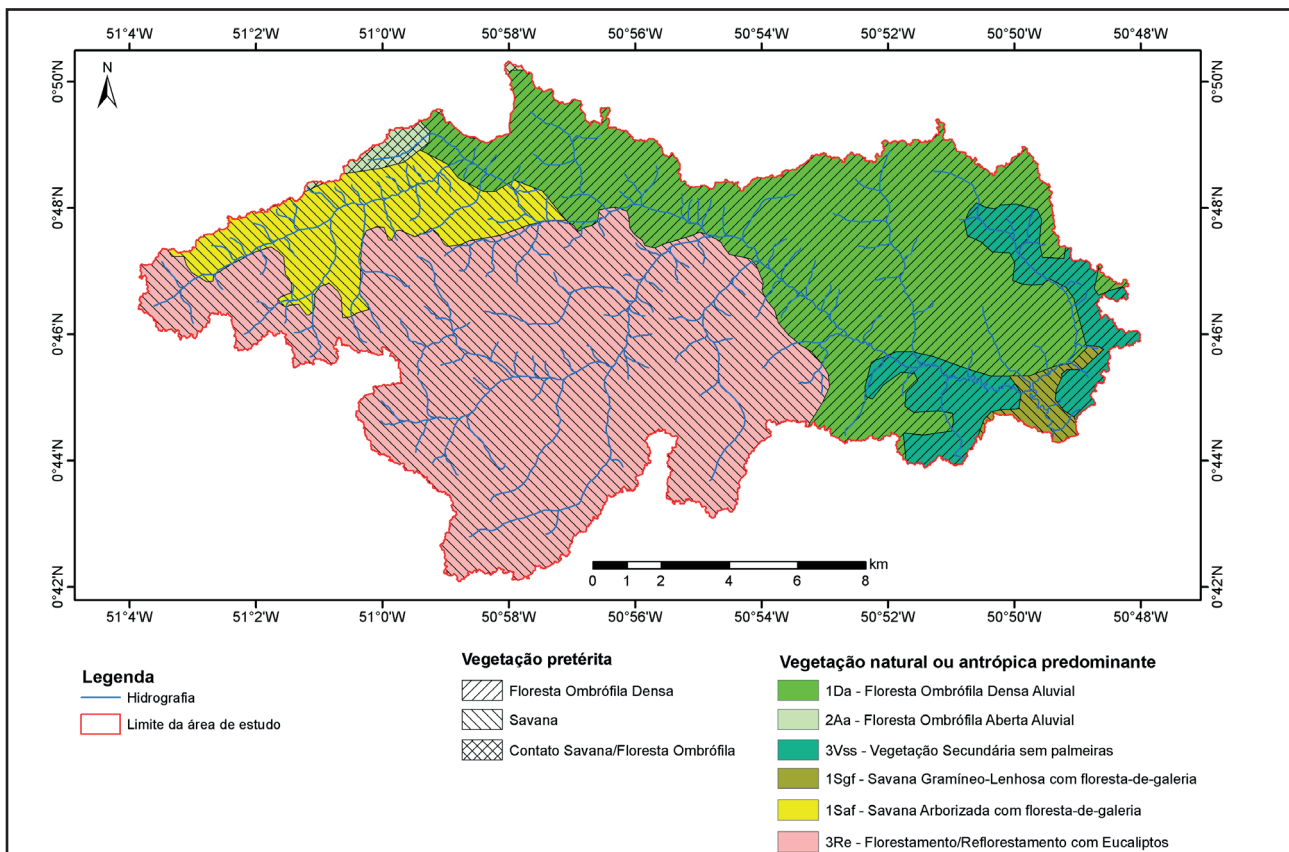 51°4'W 51°2'W 51°0'W 50°58'W 50°56'W 50°54'W 50°52'W 50°50'W 50°48'W
N
0°50'N 0°50'N
0°48'N 0°48'N
0°46'N 0°46'N
0°44'N 0°44'N
0°42'N 0°42'N
km
0 1 2 4 6 8
51°4'W 51°2'W 51°0'W 50°58'W 50°56'W 50°54'W 50°52'W 50°50'W 50°48'W
Legenda
Hidrografia
Limite da área de estudo
Vegetação pretérita
Floresta Ombrófila Densa
Savana
Contato Savana/Floresta Ombrófila
Vegetação natural ou antrópica predominante
1Da - Floresta Ombrófila Densa Aluvial
2Aa - Floresta Ombrófila Aberta Aluvial
3Vss - Vegetação Secundária sem palmeiras
1Sgf - Savana Gramíneo-Lenhosa com floresta-de-galeria
1Saf - Savana Arborizada com floresta-de-galeria
3Re - Florestamento/Reflorestamento com Eucaliptos